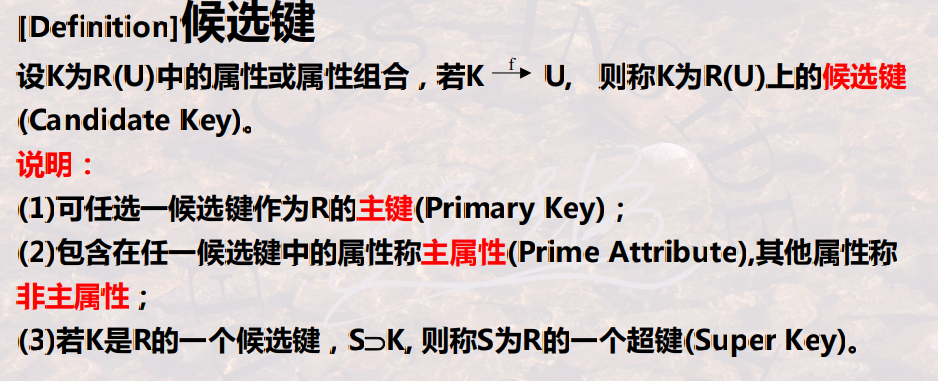 [Definition]候选键
设K为R(U)中的属性或属性组合，若K f→ U, 则称K为R(U)上的候选键
(Candidate Key)。
说明：
(1)可任选一候选键作为R的主键(Primary Key)；
(2)包含在任一候选键中的属性称主属性(Prime Attribute),其他属性称
非主属性；
(3)若K是R的一个候选键，S⊃K, 则称S为R的一个超键(Super Key)。